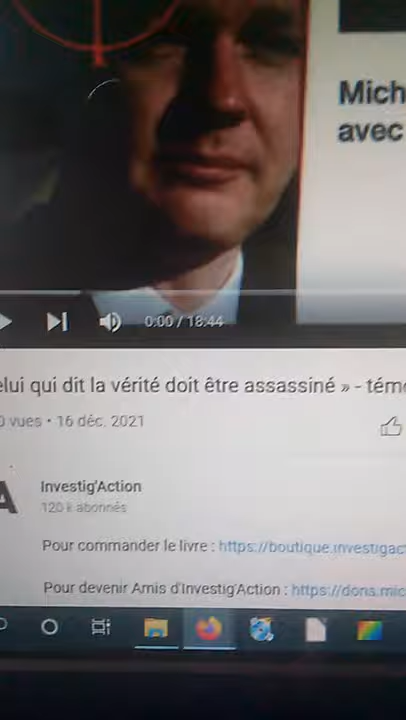 Mich
avec
0:00 / 18:44
elui qui dit la vérité doit être assassiné » - tém
0 vues • 16 déc. 2021
A
Investig'Action
120 k abonnés
Pour commander le livre : https://boutique.investigac
Pour devenir Amis d'Investig'Action : https://dons.mic